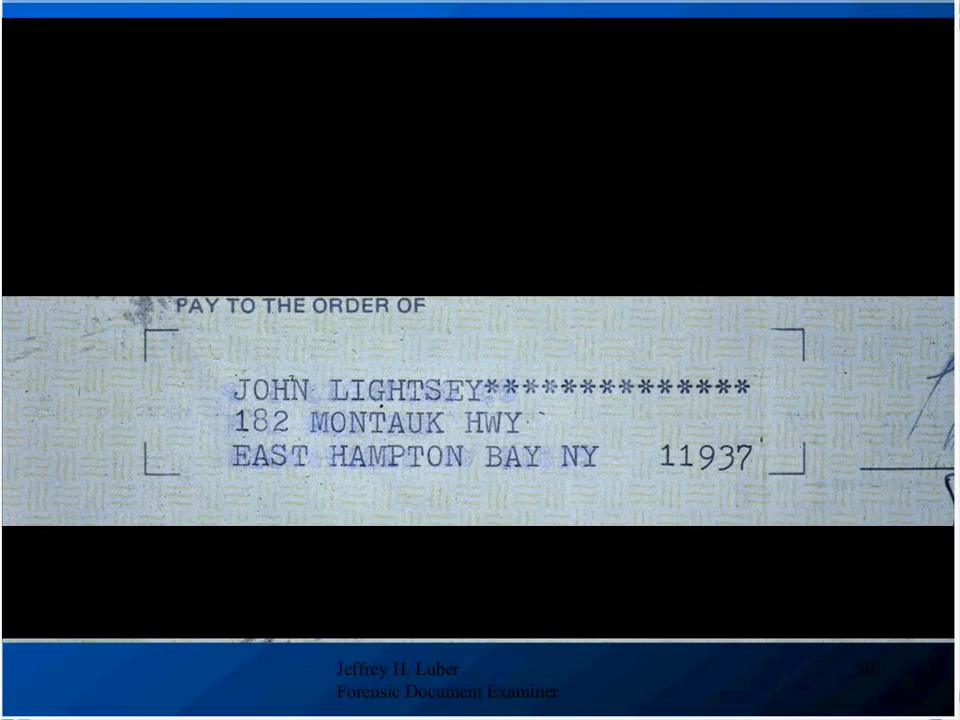 PAY TO THE ORDER OF
JOHN LIGHTSEY**************
182 MONTAUK HWY
EAST HAMPTON BAY NY 11937
Jeffrey H. Luber 50
Forensic Document Examiner